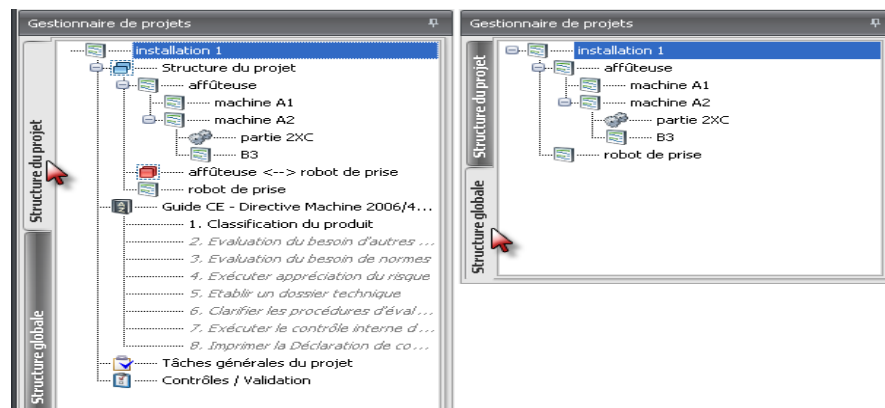 Gestionnaire de projets
Structure du projet
Structure globale
installation 1
Structure du projet
affûteuse
machine A1
machine A2
partie 2XC
B3
affûteuse <--> robot de prise
robot de prise
Guide CE - Directive Machine 2006/4...
1. Classification du produit
2. Evaluation du besoin d'autres ...
3. Evaluation du besoin de normes
4. Exécuter appréciation du risque
5. Etablir un dossier technique
6. Clarifier les procédures d'éval...
7. Exécuter le contrôle interne d...
8. Imprimer la Déclaration de co...
Tâches générales du projet
Contrôles / Validation
Gestionnaire de projets
Structure du projet
Structure globale
installation 1
affûteuse
machine A1
machine A2
partie 2XC
B3
robot de prise